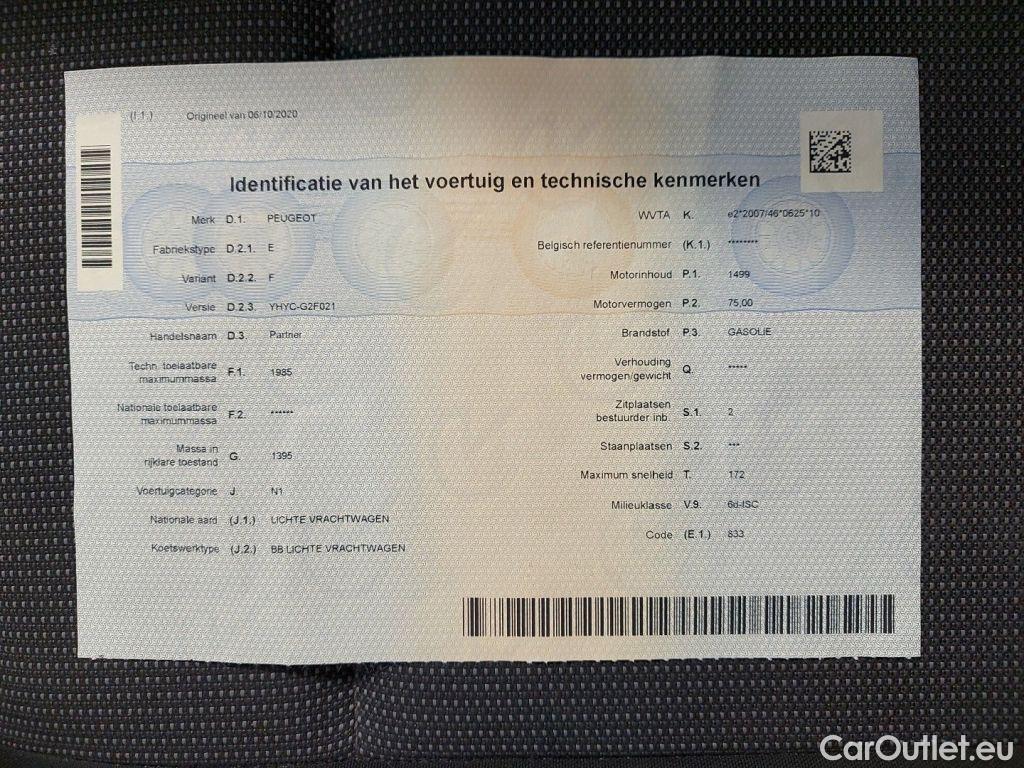 (I.1.) Origineel van 06/10/2020
Identificatie van het voertuig en technische kenmerken
Merk D.1. PEUGEOT
Fabriekstype D.2.1. E
Variant D.2.2. F
Versie D.2.3. YHYC-G2F021
Handelsnaam D.3. Partner
Techn. toelaatbare
maximummassa F.1. 1985
Nationale toelaatbare
maximummassa F.2. ******
Massa in
rijklare toestand G. 1395
Voertuigcategorie J. N1
Nationale aard (J.1.) LICHTE VRACHTWAGEN
Koetswerktype (J.2.) BB LICHTE VRACHTWAGEN
WVTA K. e2*2007/46*0625*10
Belgisch referentienummer (K.1.) ********
Motorinhoud P.1. 1499
Motorvermogen P.2. 75,00
Brandstof P.3. GASOLIE
Verhouding
vermogen/gewicht Q. *****
Zitplaatsen
bestuurder inb. S.1. 2
Staanplaatsen S.2. ***
Maximum snelheid T. 172
Milieuklasse V.9. 6d-ISC
Code (E.1.) 833
CarOutlet.eu